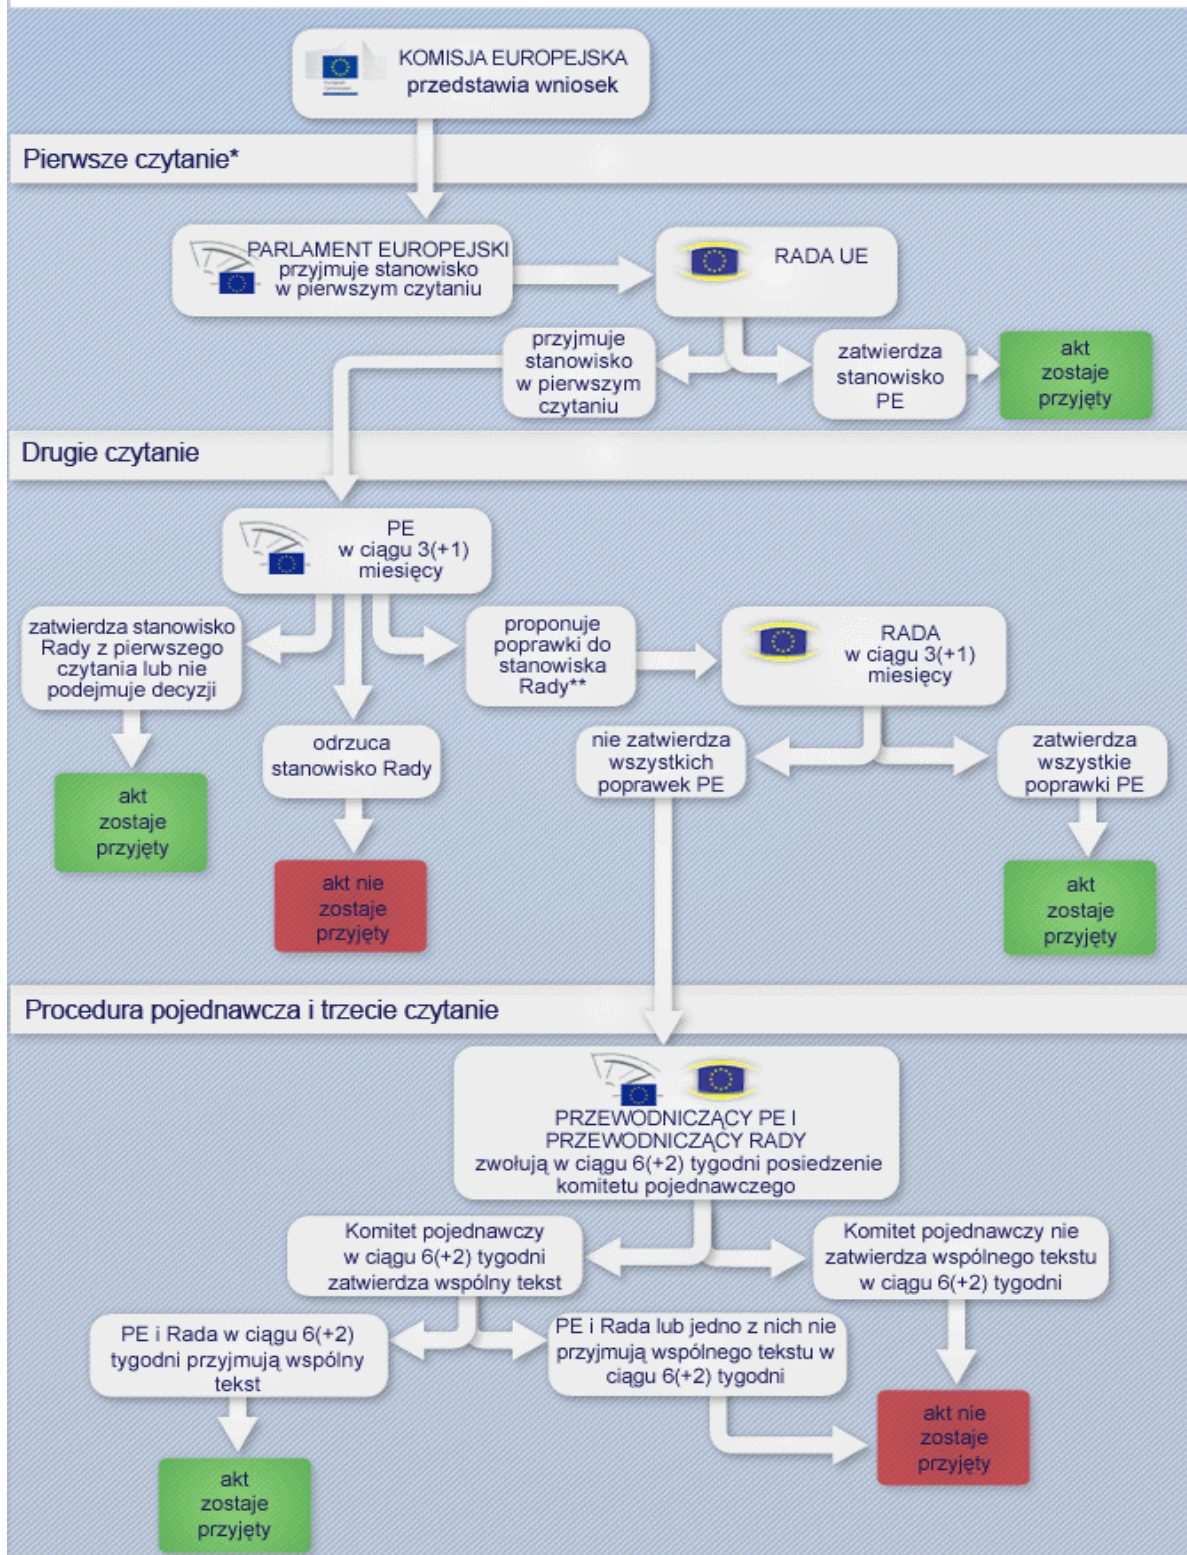 KOMISJA EUROPEJSKA
przedstawia wniosek
Pierwsze czytanie*
PARLAMENT EUROPEJSKI
przyjmuje stanowisko
w pierwszym czytaniu
RADA UE
przyjmuje
stanowisko
w pierwszym
czytaniu
zatwierdza
stanowisko
PE
akt
zostaje
przyjęty
Drugie czytanie
PE
w ciągu 3(+1)
miesięcy
zatwierdza stanowisko
Rady z pierwszego
czytania lub nie
podejmuje decyzji
proponuje
poprawki do
stanowiska
Rady**
RADA
w ciągu 3(+1)
miesięcy
odrzuca
stanowisko Rady
nie zatwierdza
wszystkich
poprawek PE
zatwierdza
wszystkie
poprawki PE
akt
zostaje
przyjęty
akt nie
zostaje
przyjęty
akt
zostaje
przyjęty
Procedura pojednawcza i trzecie czytanie
PRZEWODNICZĄCY PE I
PRZEWODNICZĄCY RADY
zwołują w ciągu 6(+2) tygodni posiedzenie
komitetu pojednawczego
Komitet pojednawczy
w ciągu 6(+2) tygodni
zatwierdza wspólny tekst
Komitet pojednawczy nie
zatwierdza wspólnego tekstu
w ciągu 6(+2) tygodni
PE i Rada w ciągu 6(+2)
tygodni przyjmują wspólny
tekst
PE i Rada lub jedno z nich nie
przyjmują wspólnego tekstu w
ciągu 6(+2) tygodni
akt nie
zostaje
przyjęty
akt
zostaje
przyjęty